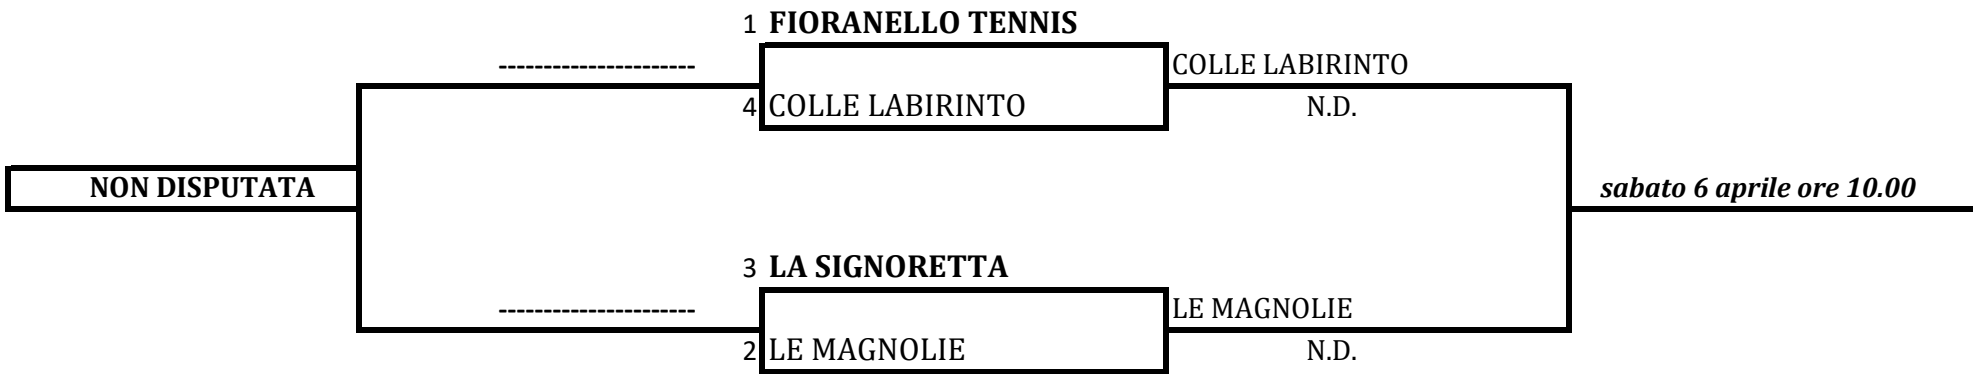 1 FIORANELLO TENNIS
---------------------- COLLE LABIRINTO
4 COLLE LABIRINTO N.D.
NON DISPUTATA sabato 6 aprile ore 10.00
3 LA SIGNORETTA
---------------------- LE MAGNOLIE
2 LE MAGNOLIE N.D.